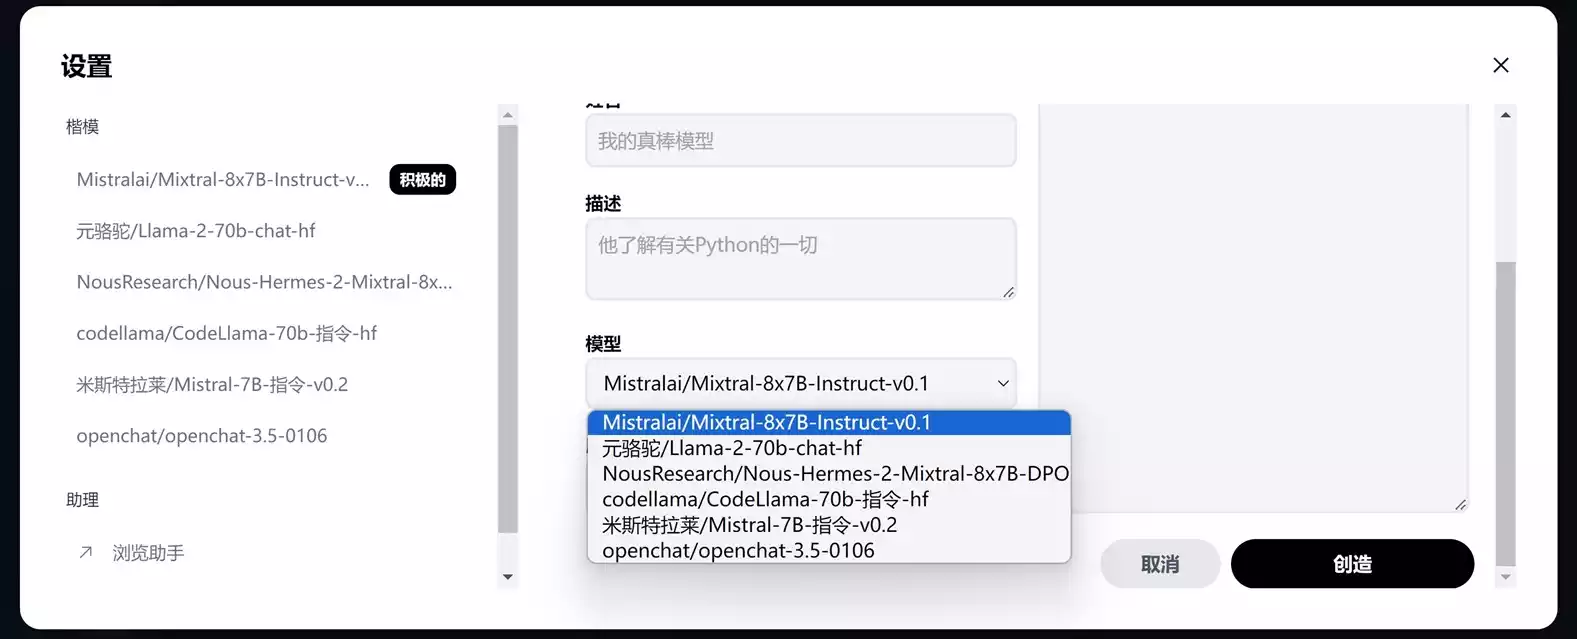 设置
楷模
Mistralai/Mixtral-8x7B-Instruct-v...
积极的
元骆驼/Llama-2-70b-chat-hf
NousResearch/Nous-Hermes-2-Mixtral-8x...
codellama/CodeLlama-70b-指令-hf
米斯特拉莱/Mistral-7B-指令-v0.2
openchat/openchat-3.5-0106
助理
浏览助手
我的真棒模型
描述
他了解有关Python的一切
模型
Mistralai/Mixtral-8x7B-Instruct-v0.1
Mistralai/Mixtral-8x7B-Instruct-v0.1
元骆驼/Llama-2-70b-chat-hf
NousResearch/Nous-Hermes-2-Mixtral-8x7B-DPO
codellama/CodeLlama-70b-指令-hf
米斯特拉莱/Mistral-7B-指令-v0.2
openchat/openchat-3.5-0106
取消
创造